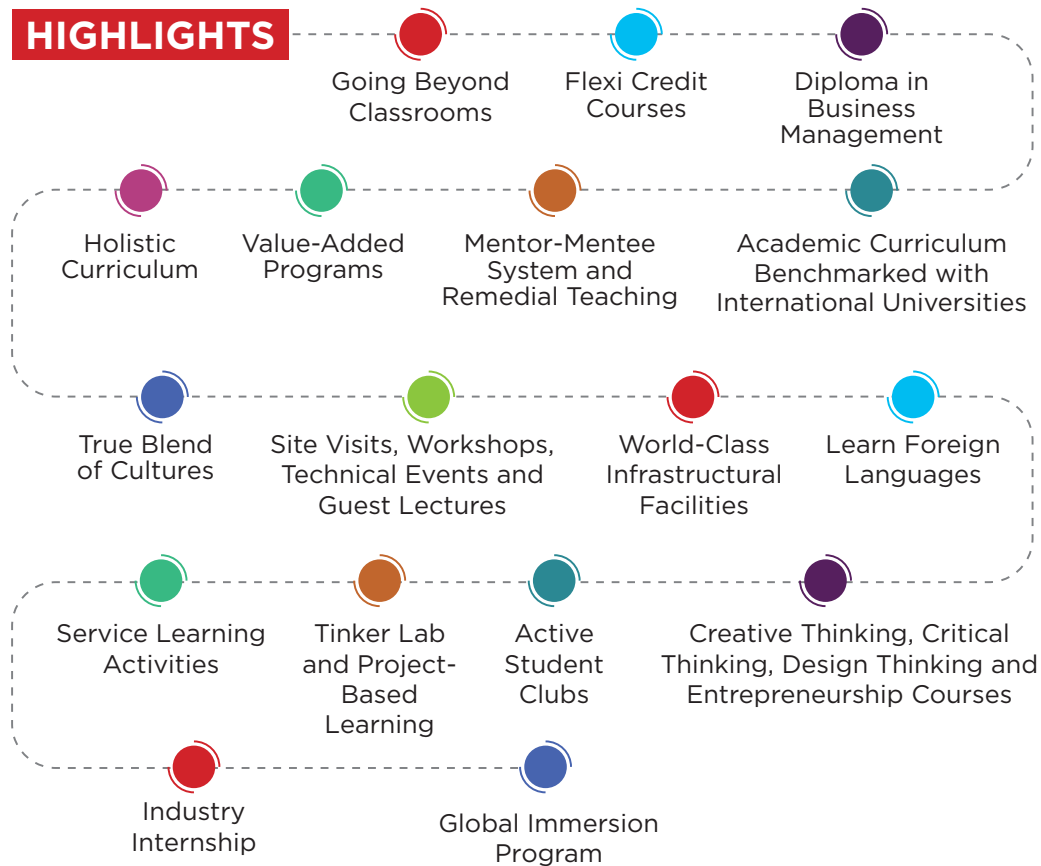 HIGHLIGHTS
Going Beyond
Classrooms
Flexi Credit
Courses
Diploma in
Business
Management
Holistic
Curriculum
Value-Added
Programs
Mentor-Mentee
System and
Remedial Teaching
Academic Curriculum
Benchmarked with
International Universities
True Blend
of Cultures
Site Visits, Workshops,
Technical Events and
Guest Lectures
World-Class
Infrastructural
Facilities
Learn Foreign
Languages
Service Learning
Activities
Tinker Lab
and Project-
Based
Learning
Active
Student
Clubs
Creative Thinking, Critical
Thinking, Design Thinking and
Entrepreneurship Courses
Industry
Internship
Global Immersion
Program